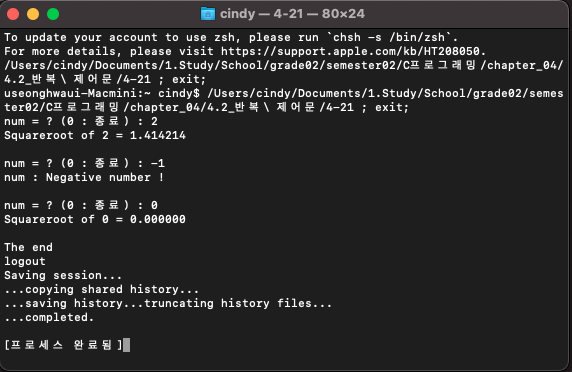 cindy — 4-21 — 80×24
To update your account to use zsh, please run `chsh -s /bin/zsh`.
For more details, please visit https://support.apple.com/kb/HT208050.
/Users/cindy/Documents/1.Study/School/grade02/semester02/C프로그래밍/chapter_04/
4.2_반복\ 제어문/4-21 ; exit;
useonghwaui-Macmini:~ cindy$ /Users/cindy/Documents/1.Study/School/grade02/semes
ter02/C프로그래밍/chapter_04/4.2_반복\ 제어문/4-21 ; exit;
num = ? (0 : 종료) : 2
Squareroot of 2 = 1.414214

num = ? (0 : 종료) : -1
num : Negative number !

num = ? (0 : 종료) : 0
Squareroot of 0 = 0.000000

The end
logout
Saving session...
...copying shared history...
...saving history...truncating history files...
...completed.

[프로세스 완료됨]